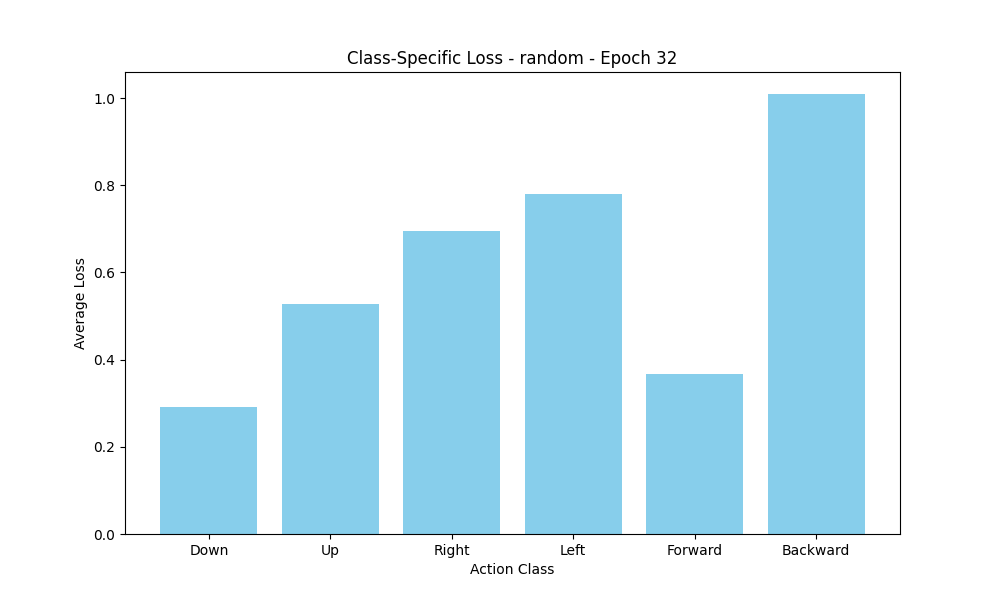 Class-Specific Loss - random - Epoch 32
Average Loss
1.0
0.8
0.6
0.4
0.2
0.0
Down Up Right Left Forward Backward
Action Class